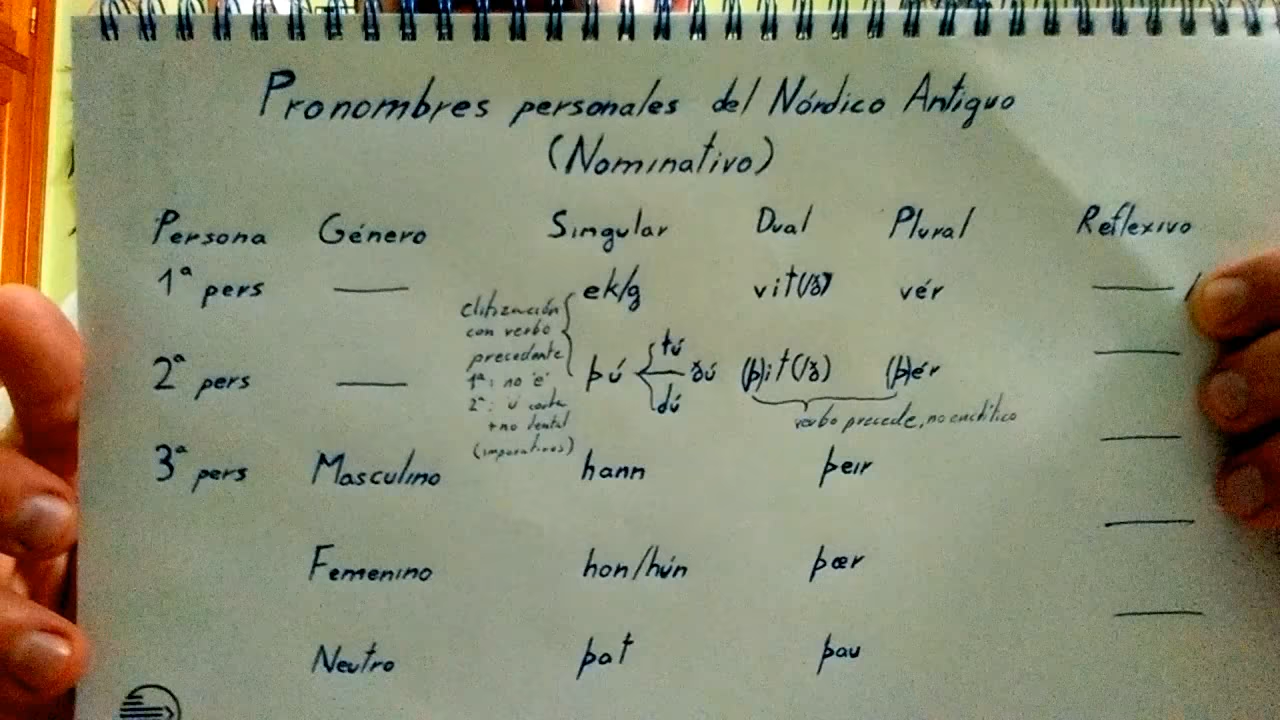 Pronombres personales del Nórdico Antiguo
(Nominativo)
Persona Género Singular Dual Plural Reflexivo
1ª pers — ek/g vit(/ð) vér —
clitización
con verbo
precedente
1ª: no 'e'
2ª: ú corta
+no dental
(imperativos)
2ª pers — þú tú ðú dú (þ)it(/ð) (þ)ér —
verbo precede, no enclítico
3ª pers Masculino hann þeir —
Femenino hon/hún þær —
Neutro þat þau —